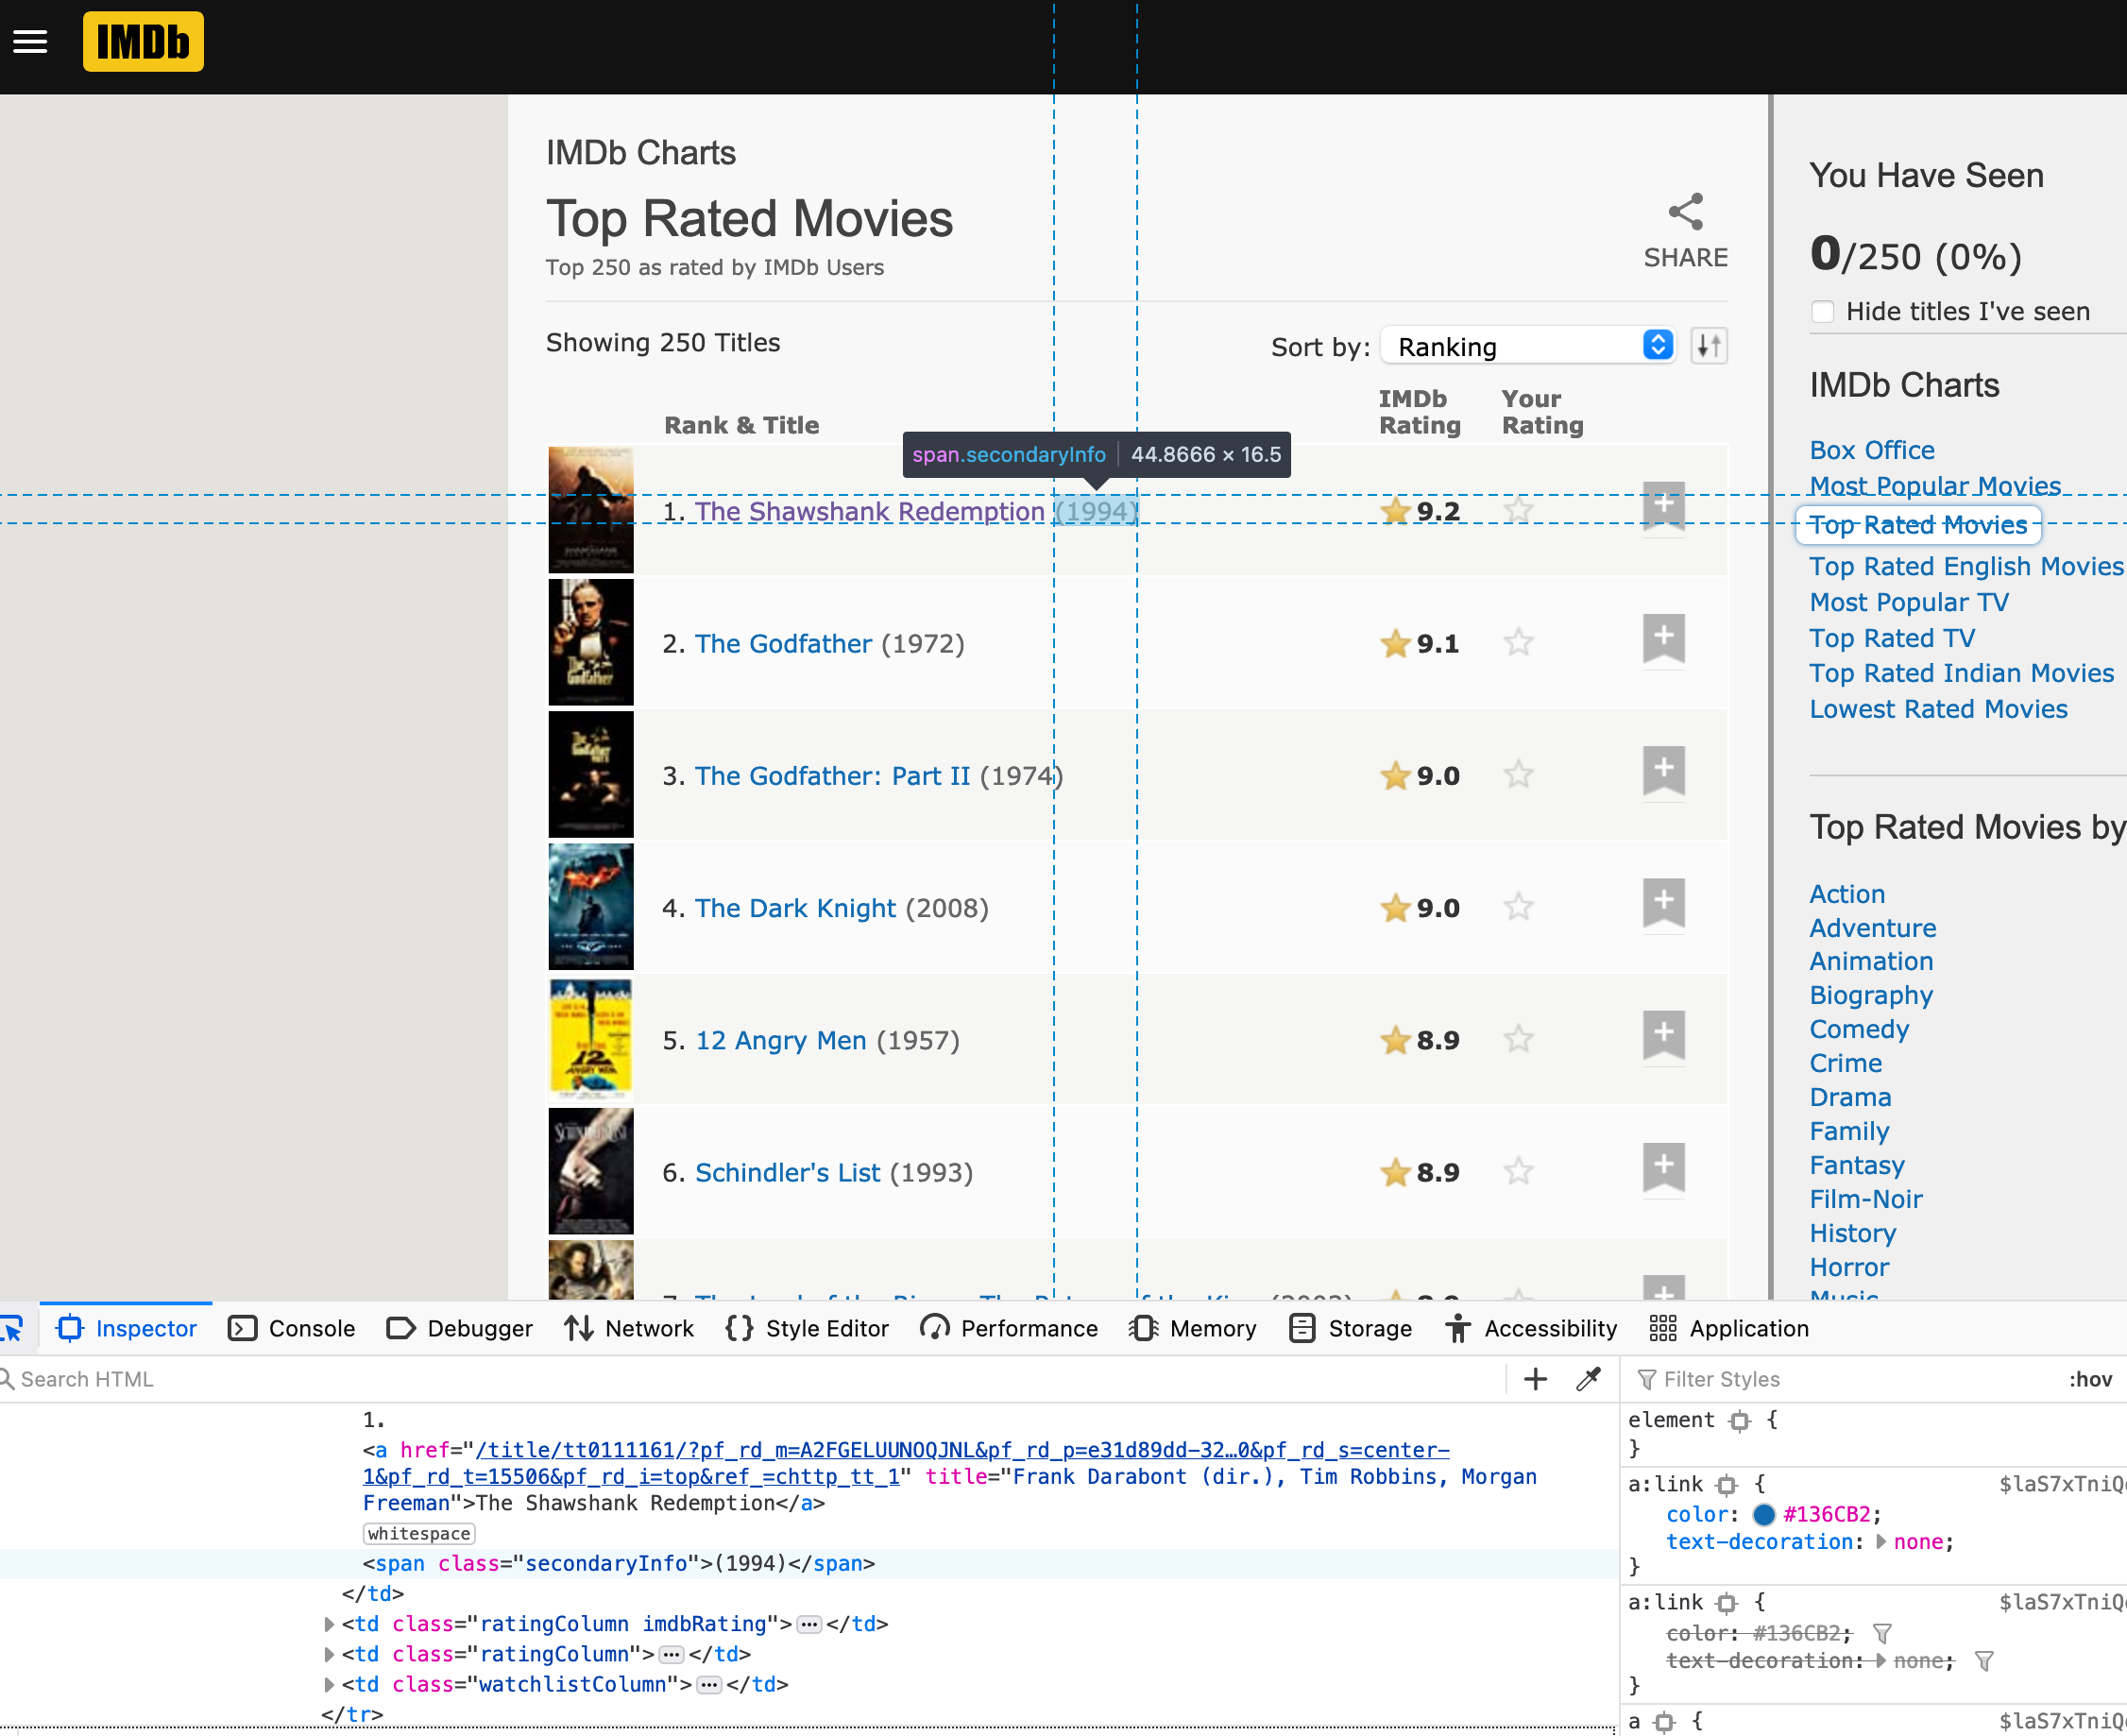 IMDb
IMDb Charts
Top Rated Movies
Top 250 as rated by IMDb Users
SHARE
Showing 250 Titles
Sort by: Ranking
Rank & Title
IMDb Rating
Your Rating
span.secondaryInfo 44.8666 × 16.5
1. The Shawshank Redemption (1994) 9.2
2. The Godfather (1972) 9.1
3. The Godfather: Part II (1974) 9.0
4. The Dark Knight (2008) 9.0
5. 12 Angry Men (1957) 8.9
6. Schindler's List (1993) 8.9
You Have Seen
0/250 (0%)
Hide titles I've seen
IMDb Charts
Box Office
Most Popular Movies
Top Rated Movies
Top Rated English Movies
Most Popular TV
Top Rated TV
Top Rated Indian Movies
Lowest Rated Movies
Top Rated Movies by
Action
Adventure
Animation
Biography
Comedy
Crime
Drama
Family
Fantasy
Film-Noir
History
Horror
Inspector Console Debugger Network Style Editor Performance Memory Storage Accessibility Application
Search HTML
1.
<a href="/title/tt0111161/?pf_rd_m=A2FGELUUNOQJNL&pf_rd_p=e31d89dd-32…0&pf_rd_s=center-
1&pf_rd_t=15506&pf_rd_i=top&ref_=chttp_tt_1" title="Frank Darabont (dir.), Tim Robbins, Morgan
Freeman">The Shawshank Redemption</a>
whitespace
<span class="secondaryInfo">(1994)</span>
</td>
<td class="ratingColumn imdbRating">…</td>
<td class="ratingColumn">…</td>
<td class="watchlistColumn">…</td>
</tr>
Filter Styles :hov
element {
}
a:link { $laS7xTniQ
color: #136CB2;
text-decoration: none;
}
a:link { $laS7xTniQ
color: #136CB2;
text-decoration: none;
}
a { $laS7xTniQ